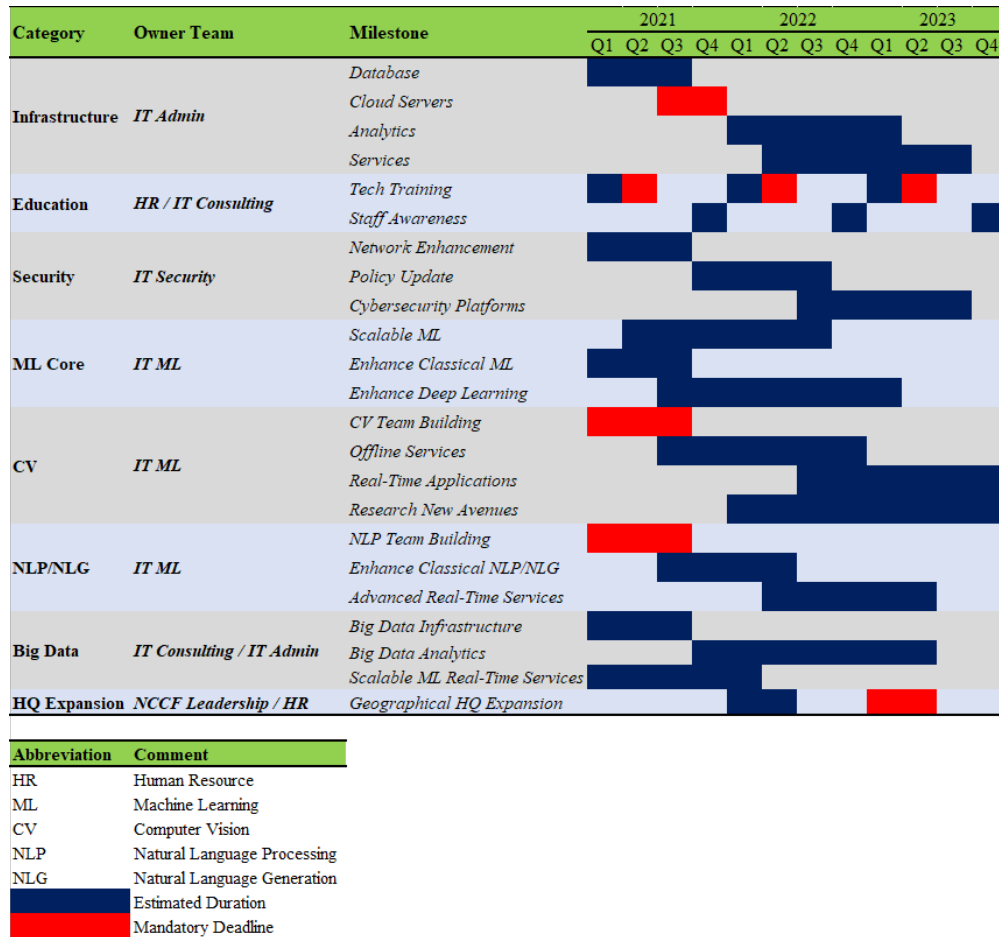 Category Owner Team Milestone 2021 2022 2023
Q1 Q2 Q3 Q4 Q1 Q2 Q3 Q4 Q1 Q2 Q3 Q4
Infrastructure IT Admin
Database
Cloud Servers
Analytics
Services
Education HR / IT Consulting
Tech Training
Staff Awareness
Security IT Security
Network Enhancement
Policy Update
Cybersecurity Platforms
ML Core IT ML
Scalable ML
Enhance Classical ML
Enhance Deep Learning
CV IT ML
CV Team Building
Offline Services
Real-Time Applications
Research New Avenues
NLP/NLG IT ML
NLP Team Building
Enhance Classical NLP/NLG
Advanced Real-Time Services
Big Data IT Consulting / IT Admin
Big Data Infrastructure
Big Data Analytics
Scalable ML Real-Time Services
HQ Expansion NCCF Leadership / HR Geographical HQ Expansion
Abbreviation Comment
HR Human Resource
ML Machine Learning
CV Computer Vision
NLP Natural Language Processing
NLG Natural Language Generation
Estimated Duration
Mandatory Deadline